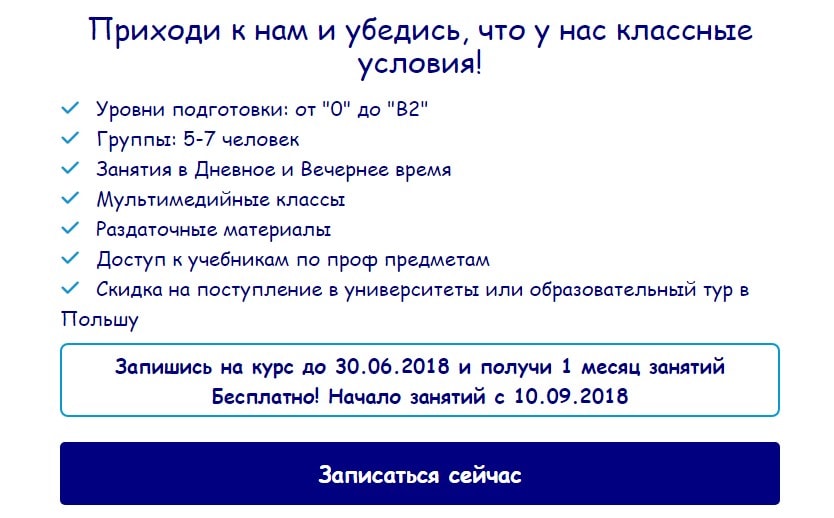 Приходи к нам и убедись, что у нас классные
условия!
Уровни подготовки: от "0" до "В2"
Группы: 5-7 человек
Занятия в Дневное и Вечернее время
Мультимедийные классы
Раздаточные материалы
Доступ к учебникам по проф предметам
Скидка на поступление в университеты или образовательный тур в
Польшу
Запишись на курс до 30.06.2018 и получи 1 месяц занятий
Бесплатно! Начало занятий с 10.09.2018
Записаться сейчас